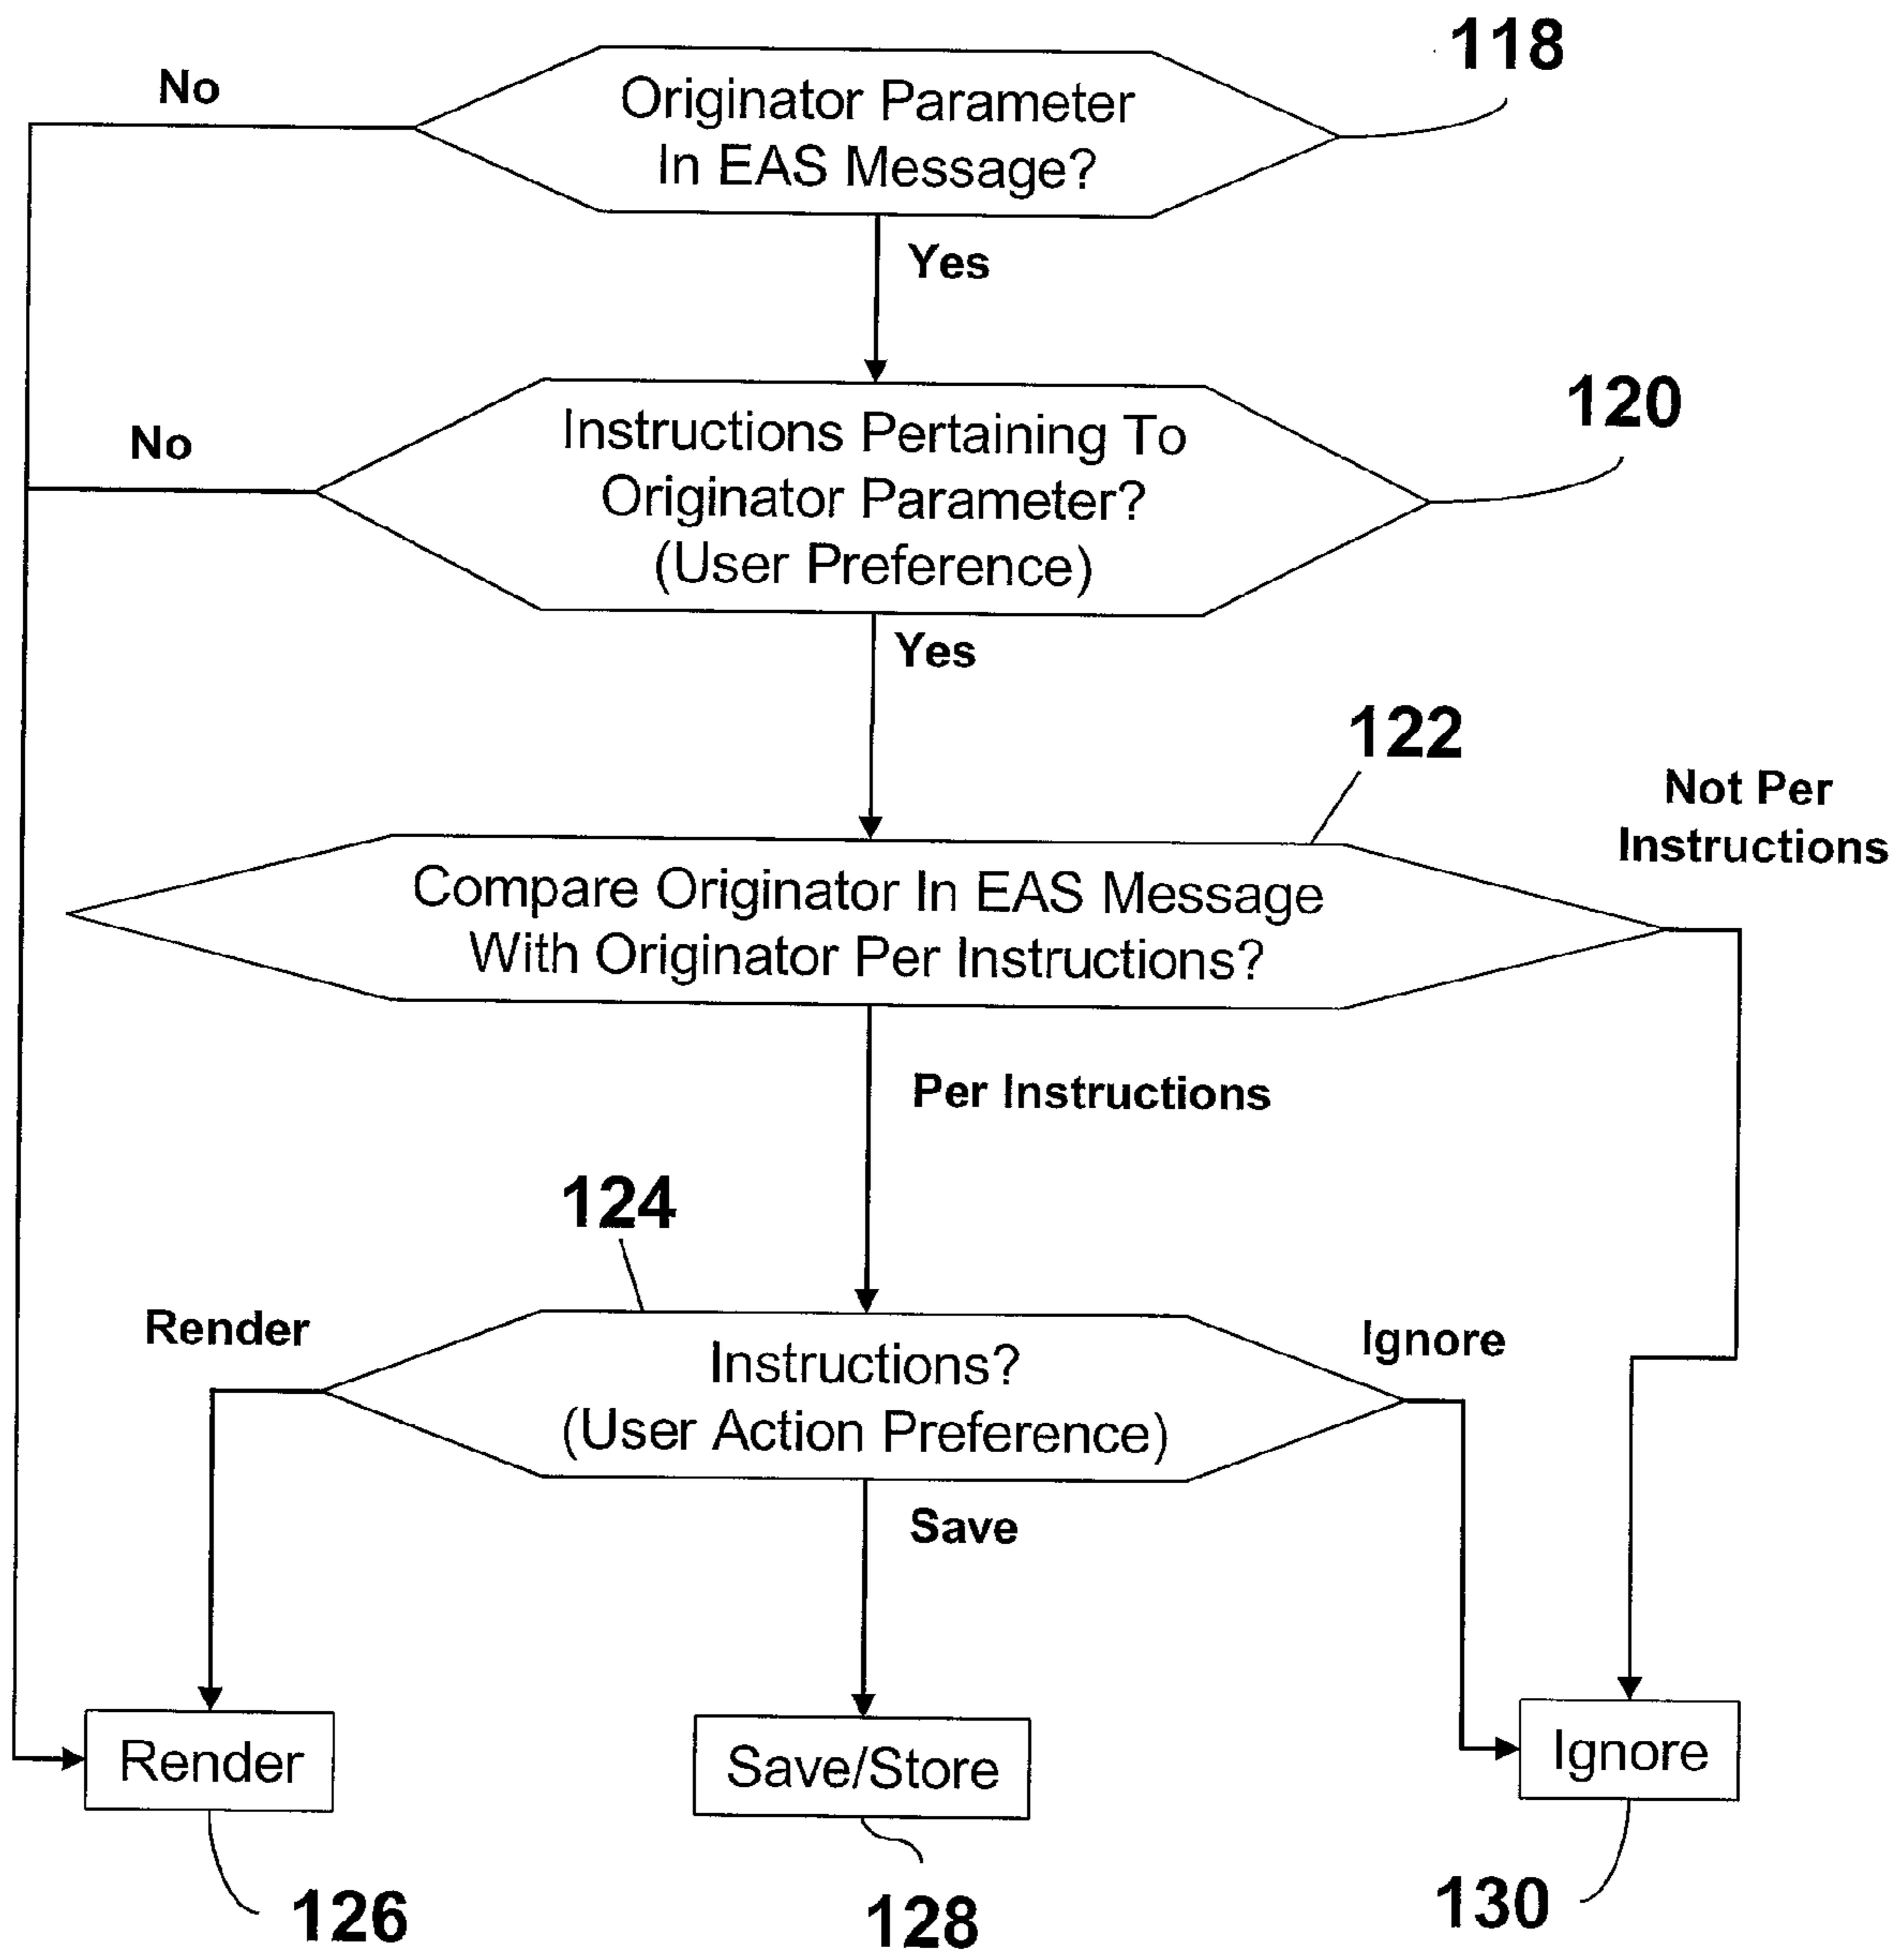 118
No
Originator Parameter
In EAS Message?
Yes
120
No
Instructions Pertaining To
Originator Parameter?
(User Preference)
Yes
122
Not Per
Instructions
Compare Originator In EAS Message
With Originator Per Instructions?
Per Instructions
124
Render
Ignore
Instructions?
(User Action Preference)
Save
Render
Save/Store
Ignore
126
128
130